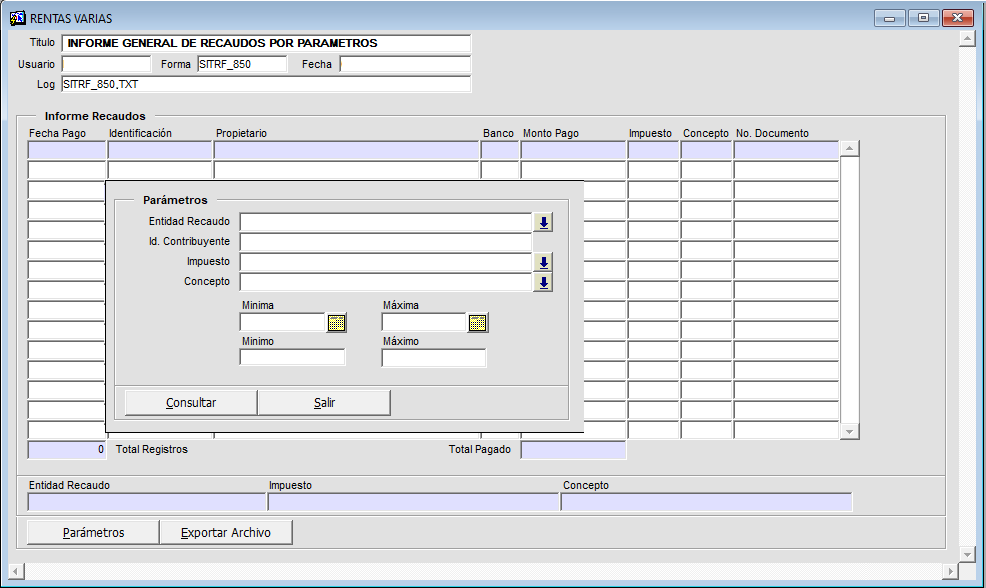 RENTAS VARIAS
Titulo INFORME GENERAL DE RECAUDOS POR PARAMETROS
Usuario Forma SITRF_850 Fecha
Log SITRF_850.TXT
Informe Recaudos
Fecha Pago Identificación Propietario Banco Monto Pago Impuesto Concepto No. Documento
Parámetros
Entidad Recaudo
Id. Contribuyente
Impuesto
Concepto
Minima Máxima
Minimo Máximo
Consultar Salir
0 Total Registros Total Pagado
Entidad Recaudo Impuesto Concepto
Parámetros Exportar Archivo